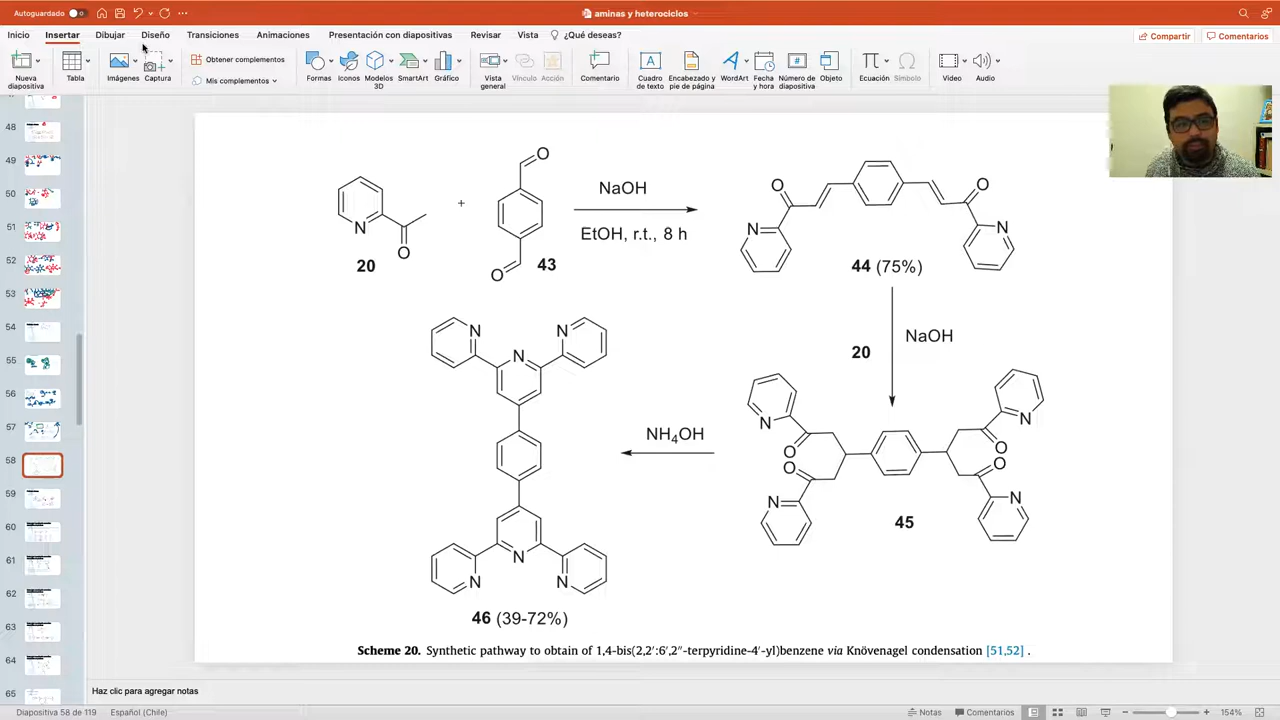 Autoguardado
aminas y heterociclos
Inicio Insertar Dibujar Diseño Transiciones Animaciones Presentación con diapositivas Revisar Vista ¿Qué deseas? Compartir Comentarios
Nueva diapositiva
Tabla
Imágenes
Captura
Obtener complementos
Mis complementos
Formas
Iconos
Modelos 3D
SmartArt
Gráfico
Vista general
Vínculo
Acción
Comentario
Cuadro de texto
Encabezado y pie de página
WordArt
Fecha y hora
Número de diapositiva
Objeto
Ecuación
Símbolo
Vídeo
Audio
48
49
60
51
52
53
54
55
56
57
58
59
60
61
62
63
64
65
N
O
20
+
O
O
43
NaOH
EtOH, r.t., 8 h
O
O
N
N
44 (75%)
20
NaOH
N
N
O
O
O
O
N
N
45
NH4OH
N
N
N
N
N
N
46 (39-72%)
Scheme 20. Synthetic pathway to obtain of 1,4-bis(2,2′:6′,2″-terpyridine-4′-yl)benzene via Knövenagel condensation [51,52] .
Haz clic para agregar notas
Diapositiva 58 de 119 Español (Chile) Notas Comentarios 154%